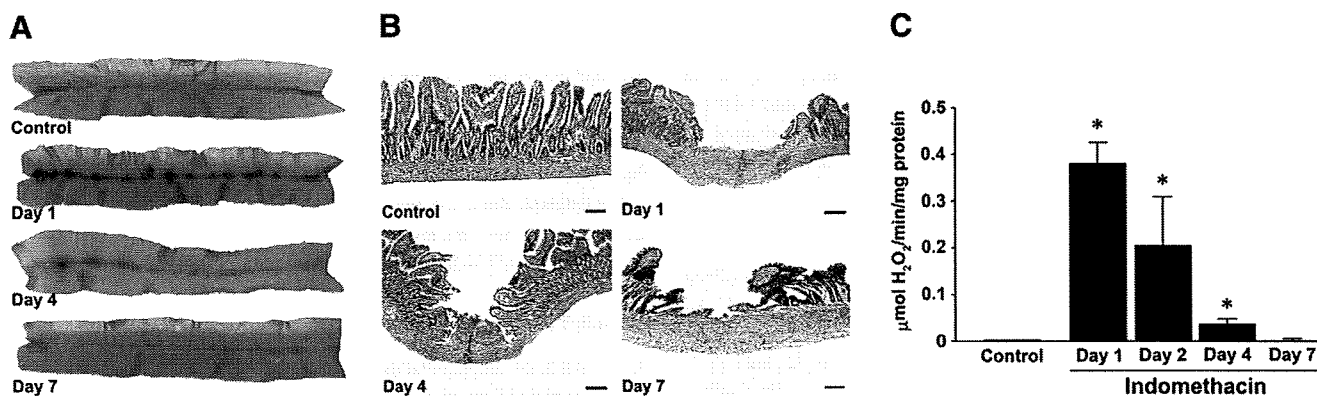 A
Control
Day 1
Day 4
Day 7
B
Control
Day 1
Day 4
Day 7
C
μmol H₂O₂/min/mg protein
0.5
0.4
0.3
0.2
0.1
0
*
*
*
Control
Day 1
Day 2
Day 4
Day 7
Indomethacin